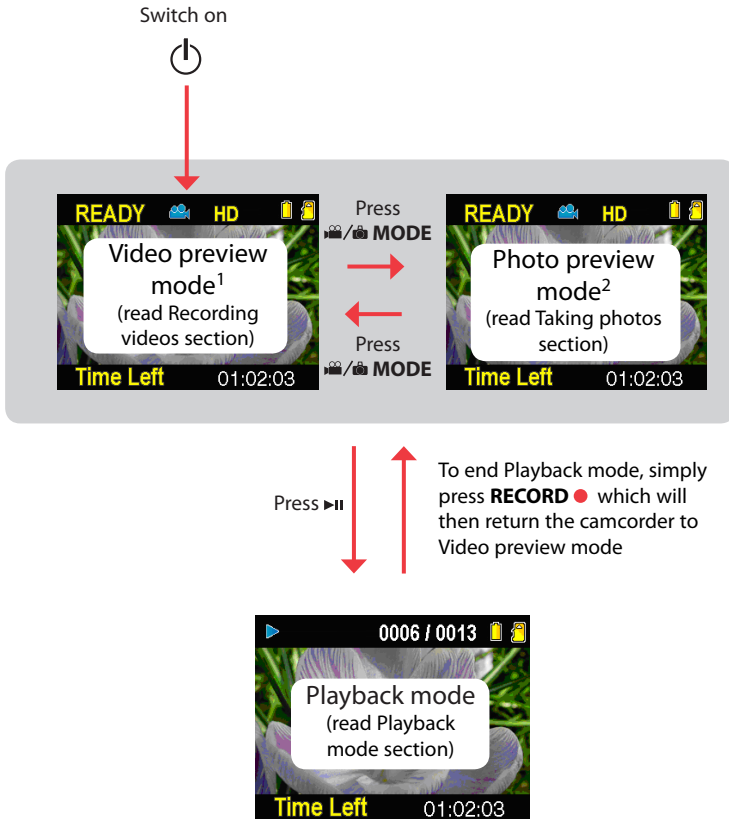 Switch on
READY HD
Video preview
mode1
(read Recording
videos section)
Time Left 01:02:03
Press
/ MODE
Press
/ MODE
READY HD
Photo preview
mode2
(read Taking photos
section)
Time Left 01:02:03
Press
To end Playback mode, simply
press RECORD ● which will
then return the camcorder to
Video preview mode
0006 / 0013
Playback mode
(read Playback
mode section)
Time Left 01:02:03